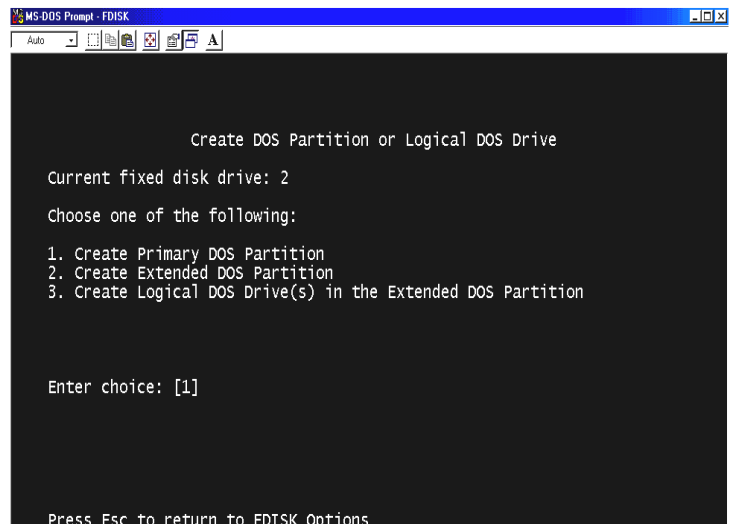 MS-DOS Prompt - FDISK
Auto
A
Create DOS Partition or Logical DOS Drive
Current fixed disk drive: 2
Choose one of the following:
1. Create Primary DOS Partition
2. Create Extended DOS Partition
3. Create Logical DOS Drive(s) in the Extended DOS Partition
Enter choice: [1]
Press Esc to return to FDISK Options